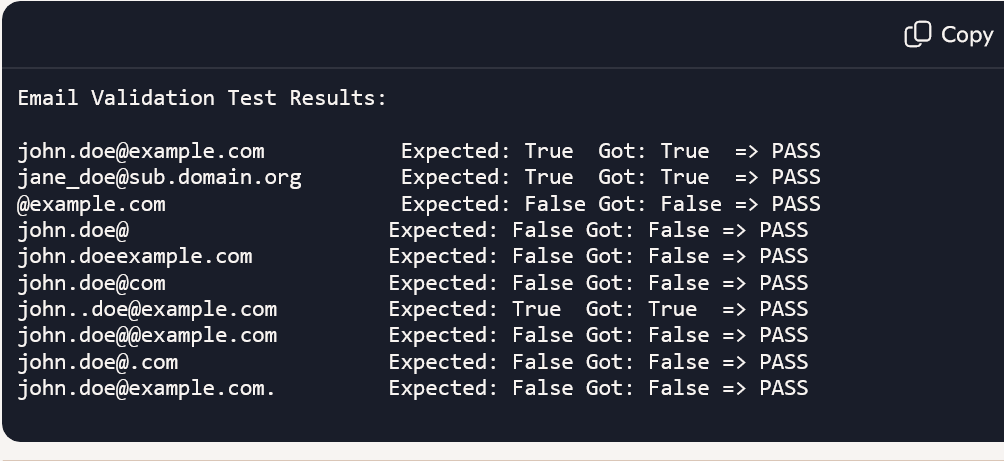 Copy
Email Validation Test Results:
john.doe@example.com Expected: True Got: True => PASS
jane_doe@sub.domain.org Expected: True Got: True => PASS
@example.com Expected: False Got: False => PASS
john.doe@ Expected: False Got: False => PASS
john.doeexample.com Expected: False Got: False => PASS
john.doe@com Expected: False Got: False => PASS
john..doe@example.com Expected: True Got: True => PASS
john.doe@@example.com Expected: False Got: False => PASS
john.doe@.com Expected: False Got: False => PASS
john.doe@example.com. Expected: False Got: False => PASS